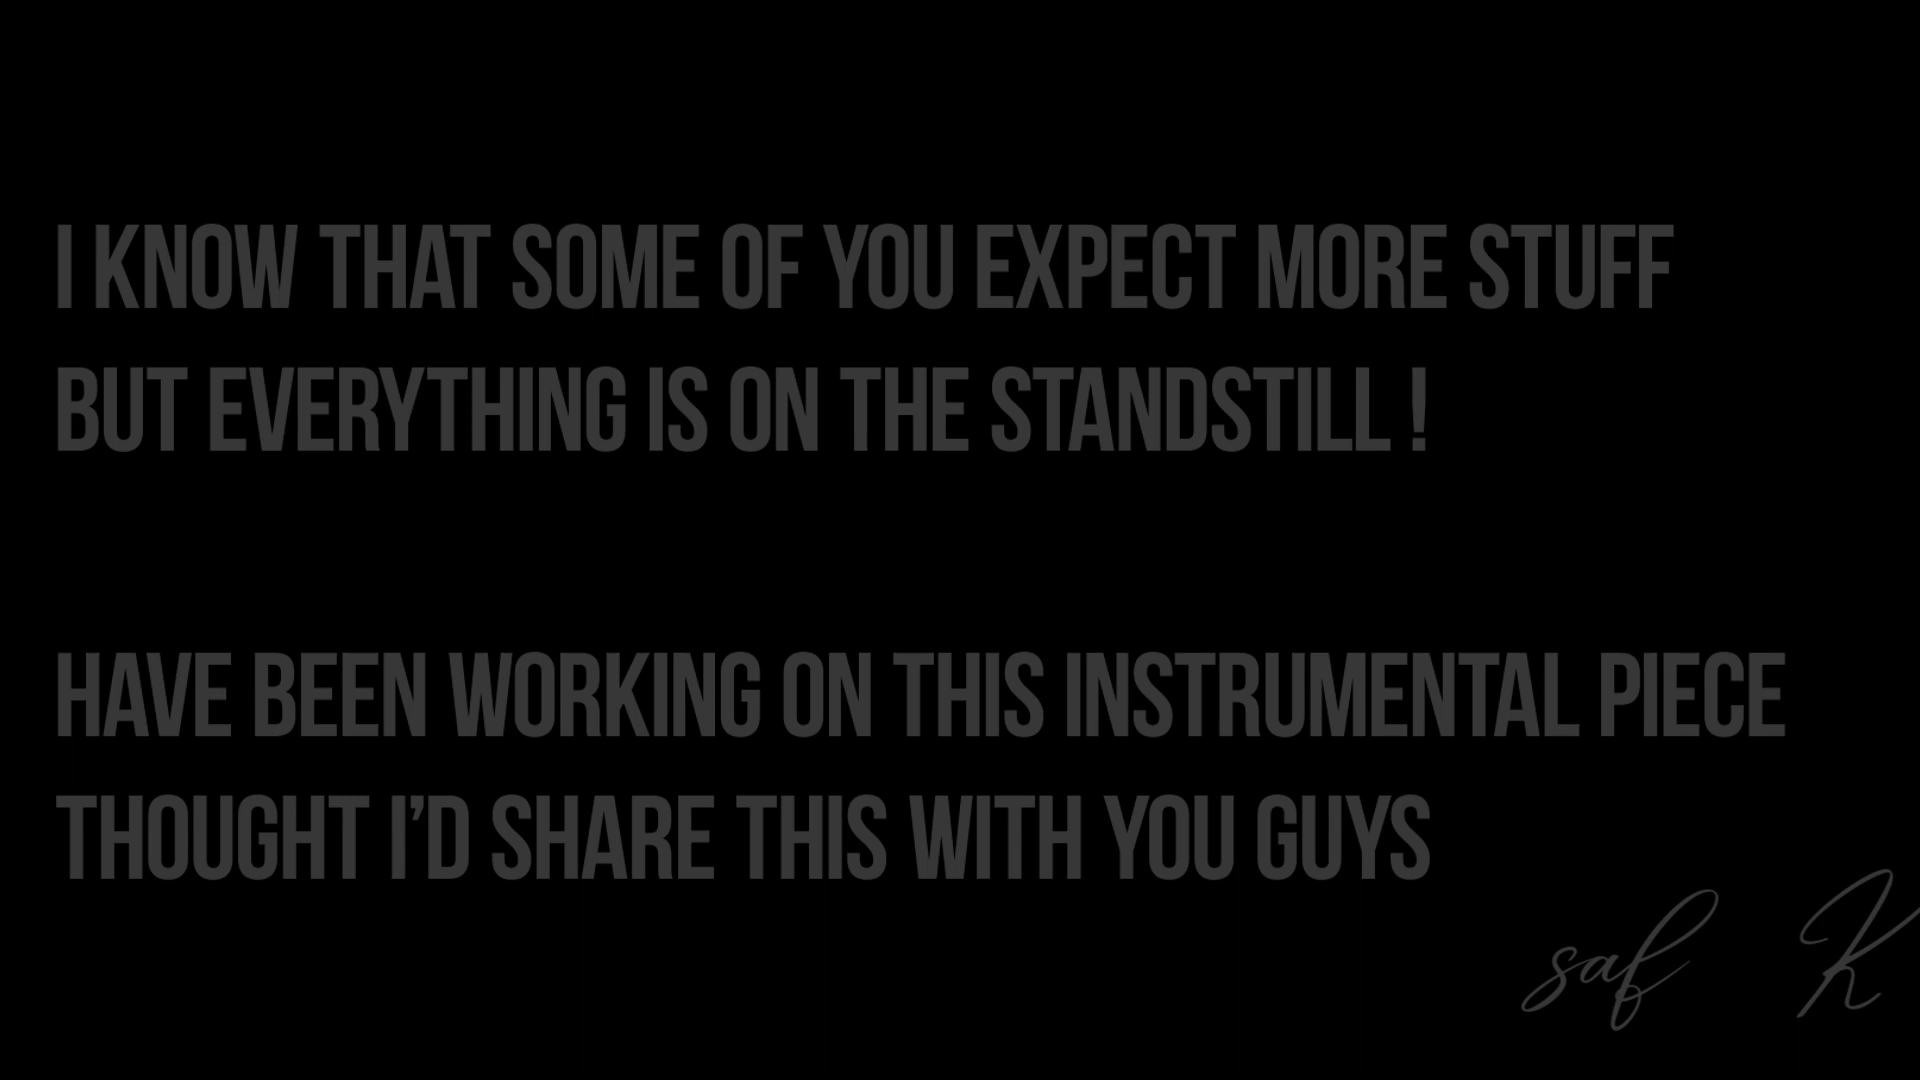 I KNOW THAT SOME OF YOU EXPECT MORE STUFF
BUT EVERYTHING IS ON THE STANDSTILL !
HAVE BEEN WORKING ON THIS INSTRUMENTAL PIECE
THOUGHT I’D SHARE THIS WITH YOU GUYS
saf K